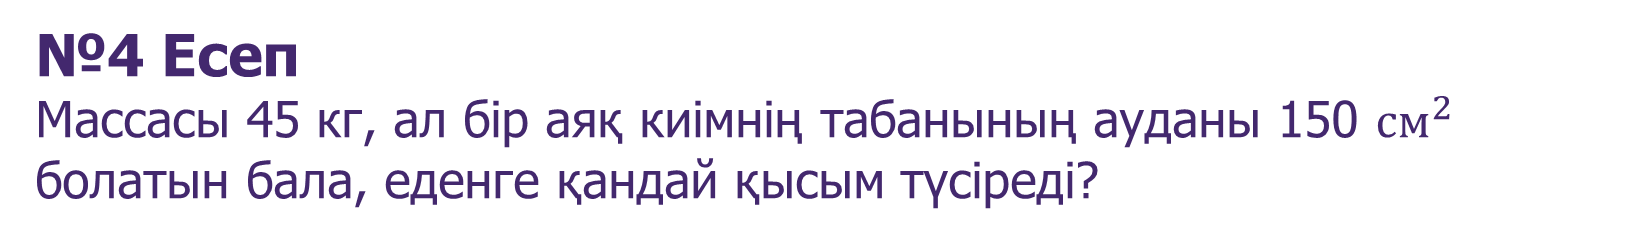 №4 Есеп
Массасы 45 кг, ал бір аяқ киімнің табанының ауданы 150 см²
болатын бала, еденге қандай қысым түсіреді?